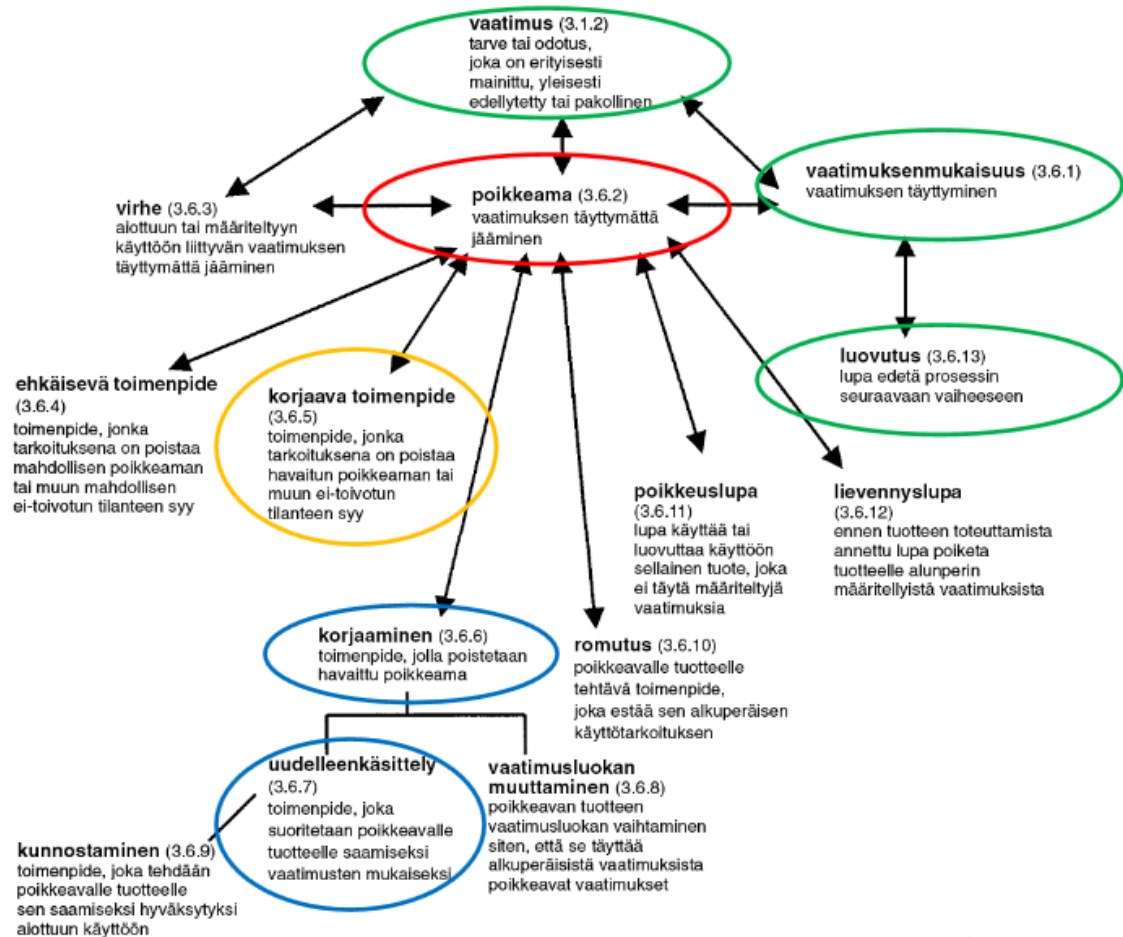 vaatimus (3.1.2)
tarve tai odotus,
joka on erityisesti
mainittu, yleisesti
edellytetty tai pakollinen
vaatimuksenmukaisuus (3.6.1)
vaatimuksen täyttyminen
poikkeama (3.6.2)
vaatimuksen täyttymättä
jääminen
virhe (3.6.3)
aiottuun tai määriteltyyn
käyttöön liittyvän vaatimuksen
täyttymättä jääminen
luovutus (3.6.13)
lupa edetä prosessin
seuraavaan vaiheeseen
ehkäisevä toimenpide
(3.6.4)
toimenpide, jonka
tarkoituksena on poistaa
mahdollisen poikkeaman
tai muun mahdollisen
ei-toivotun tilanteen syy
korjaava toimenpide
(3.6.5)
toimenpide, jonka
tarkoituksena on poistaa
havaitun poikkeaman tai
muun ei-toivotun
tilanteen syy
poikkeuslupa
(3.6.11)
lupa käyttää tai
luovuttaa käyttöön
sellainen tuote, joka
ei täytä määriteltyjä
vaatimuksia
lievennyslupa
(3.6.12)
ennen tuotteen toteuttamista
annettu lupa poiketa
tuotteelle alunperin
määritellyistä vaatimuksista
korjaaminen (3.6.6)
toimenpide, jolla poistetaan
havaittu poikkeama
romutus (3.6.10)
poikkeavalle tuotteelle
tehtävä toimenpide,
joka estää sen alkuperäisen
käyttötarkoituksen
uudelleenkäsittely
(3.6.7)
toimenpide, joka
suoritetaan poikkeavalle
tuotteelle saamiseksi
vaatimusten mukaiseksi
vaatimusluokan
muuttaminen (3.6.8)
poikkeavan tuotteen
vaatimusluokan vaihtaminen
siten, että se täyttää
alkuperäisistä vaatimuksista
poikkeavat vaatimukset
kunnostaminen (3.6.9)
toimenpide, joka tehdään
poikkeavalle tuotteelle
sen saamiseksi hyväksytyksi
aiottuun käyttöön